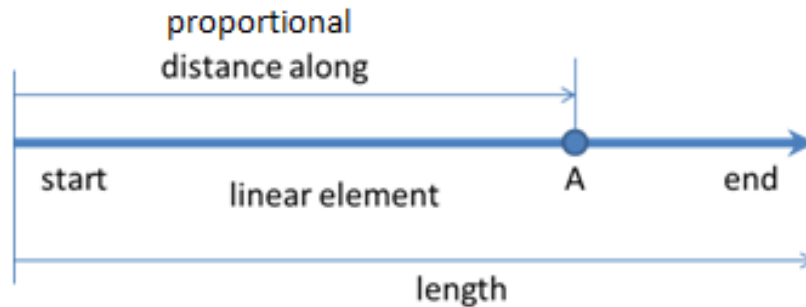 proportional
distance along
start
linear element
A
end
length